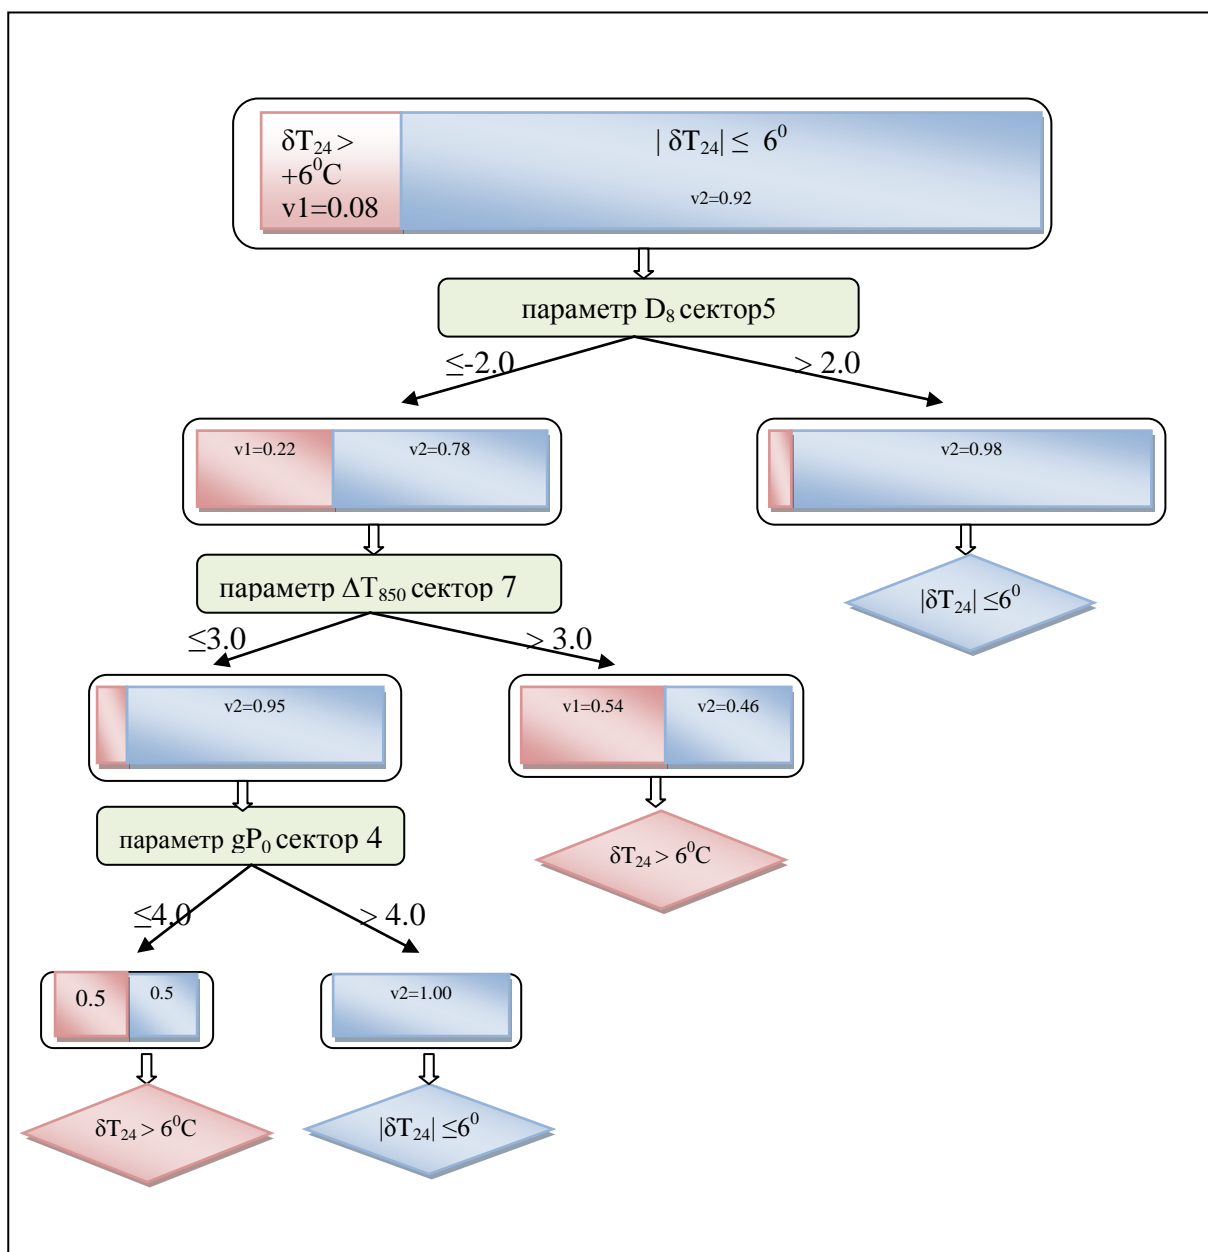 δT₂₄ >
+6⁰C
v1=0.08
| δT₂₄| ≤ 6⁰
v2=0.92
параметр D₈ сектор5
≤-2.0
> 2.0
v1=0.22
v2=0.78
v2=0.98
параметр ΔT₈₅₀ сектор 7
|δT₂₄| ≤6⁰
≤3.0
> 3.0
v2=0.95
v1=0.54
v2=0.46
параметр gP₀ сектор 4
δT₂₄ > 6⁰C
≤4.0
> 4.0
0.5
0.5
v2=1.00
δT₂₄ > 6⁰C
|δT₂₄| ≤6⁰